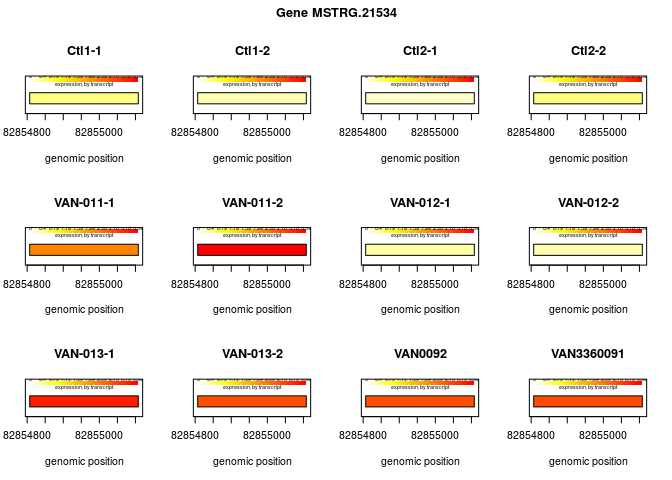 Gene MSTRG.21534
Ctl1-1 Ctl1-2 Ctl2-1 Ctl2-2
expression, by transcript expression, by transcript expression, by transcript expression, by transcript
82854800 82855000 82854800 82855000 82854800 82855000 82854800 82855000
genomic position genomic position genomic position genomic position
VAN-011-1 VAN-011-2 VAN-012-1 VAN-012-2
expression, by transcript expression, by transcript expression, by transcript expression, by transcript
82854800 82855000 82854800 82855000 82854800 82855000 82854800 82855000
genomic position genomic position genomic position genomic position
VAN-013-1 VAN-013-2 VAN0092 VAN3360091
expression, by transcript expression, by transcript expression, by transcript expression, by transcript
82854800 82855000 82854800 82855000 82854800 82855000 82854800 82855000
genomic position genomic position genomic position genomic position